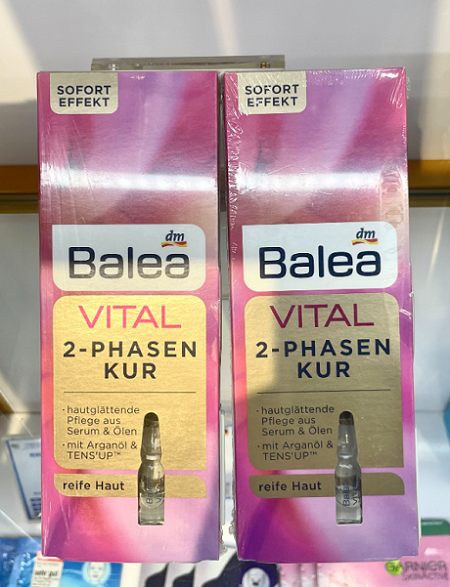 SOFORT
EFFEKT
dm
Balea
VITAL
2-PHASEN
KUR
· hautglättende
Pflege aus
Serum & Ölen
· mit Arganöl &
TENS'UP™
reife Haut
Balea
SOFORT
EFFEKT
dm
Balea
VITAL
2-PHASEN
KUR
· hautglättende
Pflege aus
Serum & Ölen
· mit Arganöl &
TENS'UP™
reife Haut
Balea
GARNIER